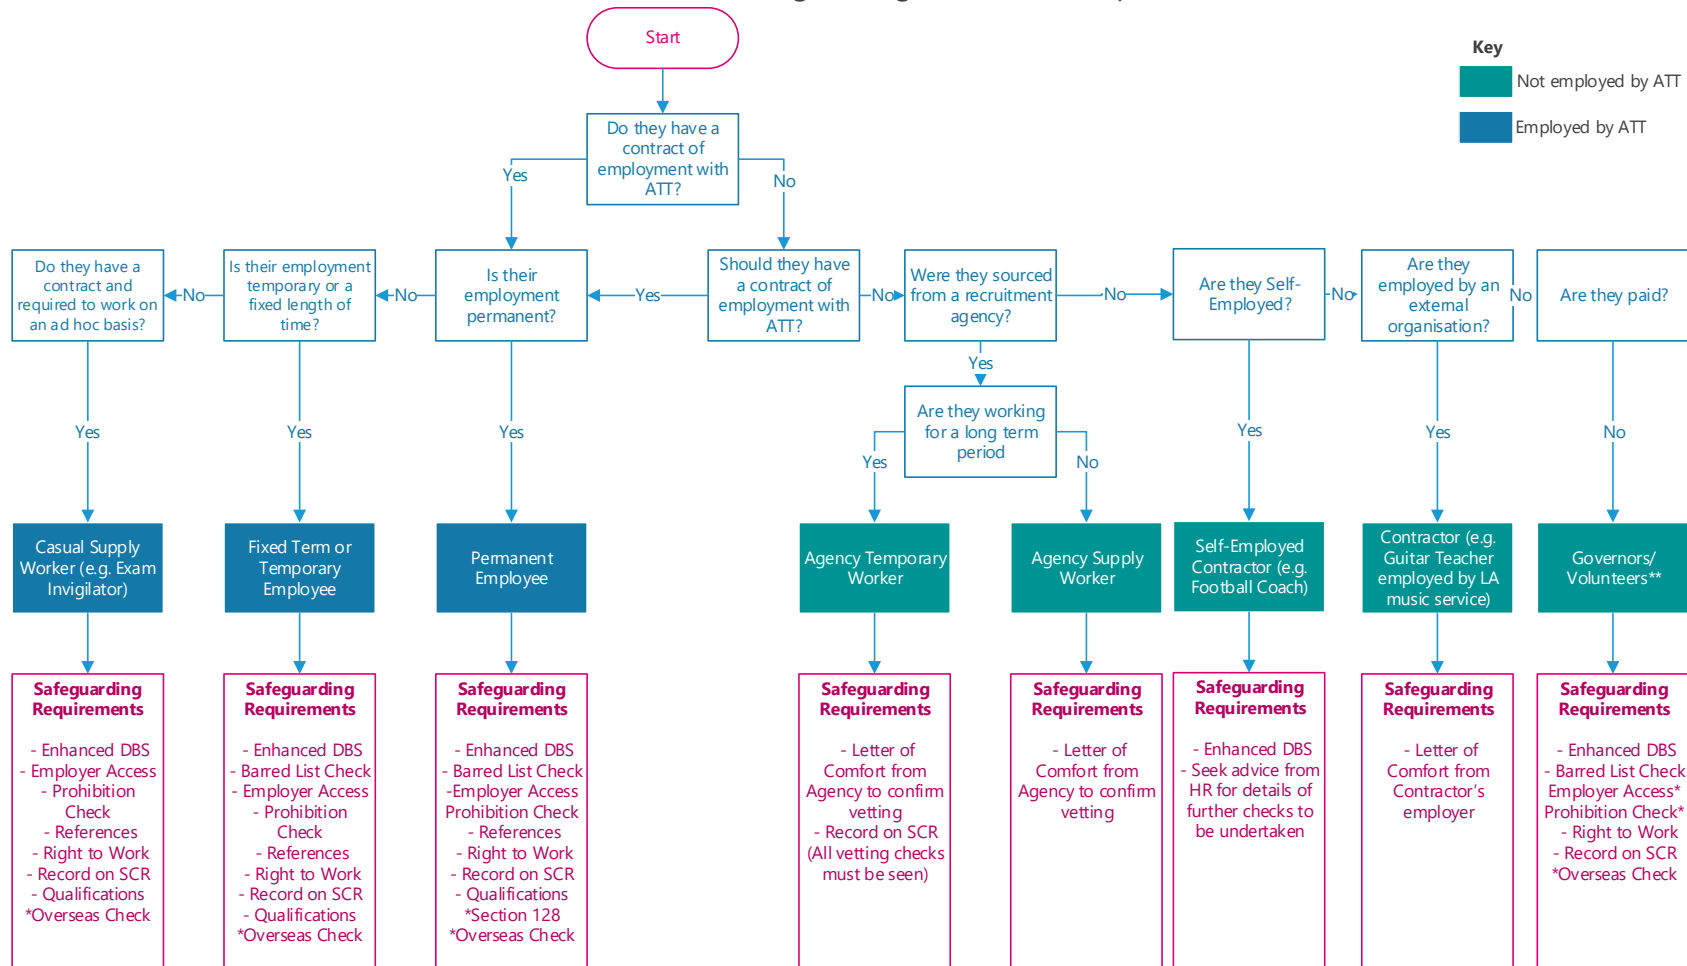 Start
Key
Not employed by ATT
Employed by ATT
Do they have a
contract of
employment with
ATT?
Yes
No
Do they have a
contract and
required to work on
an ad hoc basis?
No
Is their employment
temporary or a
fixed length of
time?
No
Is their
employment
permanent?
Yes
Should they have
a contract of
employment with
ATT?
No
Were they sourced
from a recruitment
agency?
No
Are they Self-
Employed?
No
Are they
employed by an
external
organisation?
No
Are they paid?
Yes
Are they working
for a long term
period
Yes
No
Yes
Yes
Yes
Yes
Yes
No
Casual Supply
Worker (e.g. Exam
Invigilator)
Fixed Term or
Temporary
Employee
Permanent
Employee
Agency Temporary
Worker
Agency Supply
Worker
Self-Employed
Contractor (e.g.
Football Coach)
Contractor (e.g.
Guitar Teacher
employed by LA
music service)
Governors/
Volunteers**
Safeguarding
Requirements
- Enhanced DBS
- Employer Access
- Prohibition
Check
- References
- Right to Work
- Record on SCR
- Qualifications
*Overseas Check
Safeguarding
Requirements
- Enhanced DBS
- Barred List Check
- Employer Access
- Prohibition
Check
- References
- Right to Work
- Record on SCR
- Qualifications
*Overseas Check
Safeguarding
Requirements
- Enhanced DBS
- Barred List Check
-Employer Access
Prohibition Check
- References
- Right to Work
- Record on SCR
- Qualifications
*Section 128
*Overseas Check
Safeguarding
Requirements
- Letter of
Comfort from
Agency to confirm
vetting
- Record on SCR
(All vetting checks
must be seen)
Safeguarding
Requirements
- Letter of
Comfort from
Agency to confirm
vetting
Safeguarding
Requirements
- Enhanced DBS
- Seek advice from
HR for details of
further checks to
be undertaken
Safeguarding
Requirements
- Letter of
Comfort from
Contractor's
employer
Safeguarding
Requirements
- Enhanced DBS
- Barred List Check
Employer Access*
Prohibition Check*
- Right to Work
- Record on SCR
*Overseas Check